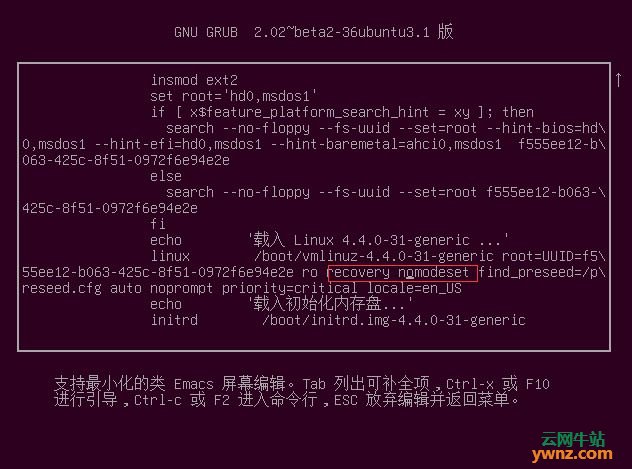 GNU GRUB 2.02~beta2-36ubuntu3.1 版
insmod ext2
set root='hd0,msdos1'
if [ x$feature_platform_search_hint = xy ]; then
search --no-floppy --fs-uuid --set=root --hint-bios=hd\
0,msdos1 --hint-efi=hd0,msdos1 --hint-baremetal=ahci0,msdos1 f555ee12-b\
063-425c-8f51-0972f6e94e2e
else
search --no-floppy --fs-uuid --set=root f555ee12-b063-\
425c-8f51-0972f6e94e2e
fi
echo '载入 Linux 4.4.0-31-generic ...'
linux /boot/vmlinuz-4.4.0-31-generic root=UUID=f5\
55ee12-b063-425c-8f51-0972f6e94e2e ro recovery nomodeset find_preseed=/p\
reseed.cfg auto noprompt priority=critical locale=en_US
echo '载入初始化内存盘...'
initrd /boot/initrd.img-4.4.0-31-generic
支持最小化的类 Emacs 屏幕编辑。Tab 列出可补全项,Ctrl-x 或 F10
进行引导,Ctrl-c 或 F2 进入命令行,ESC 放弃编辑并返回菜单。
云网牛站
ywnz.com